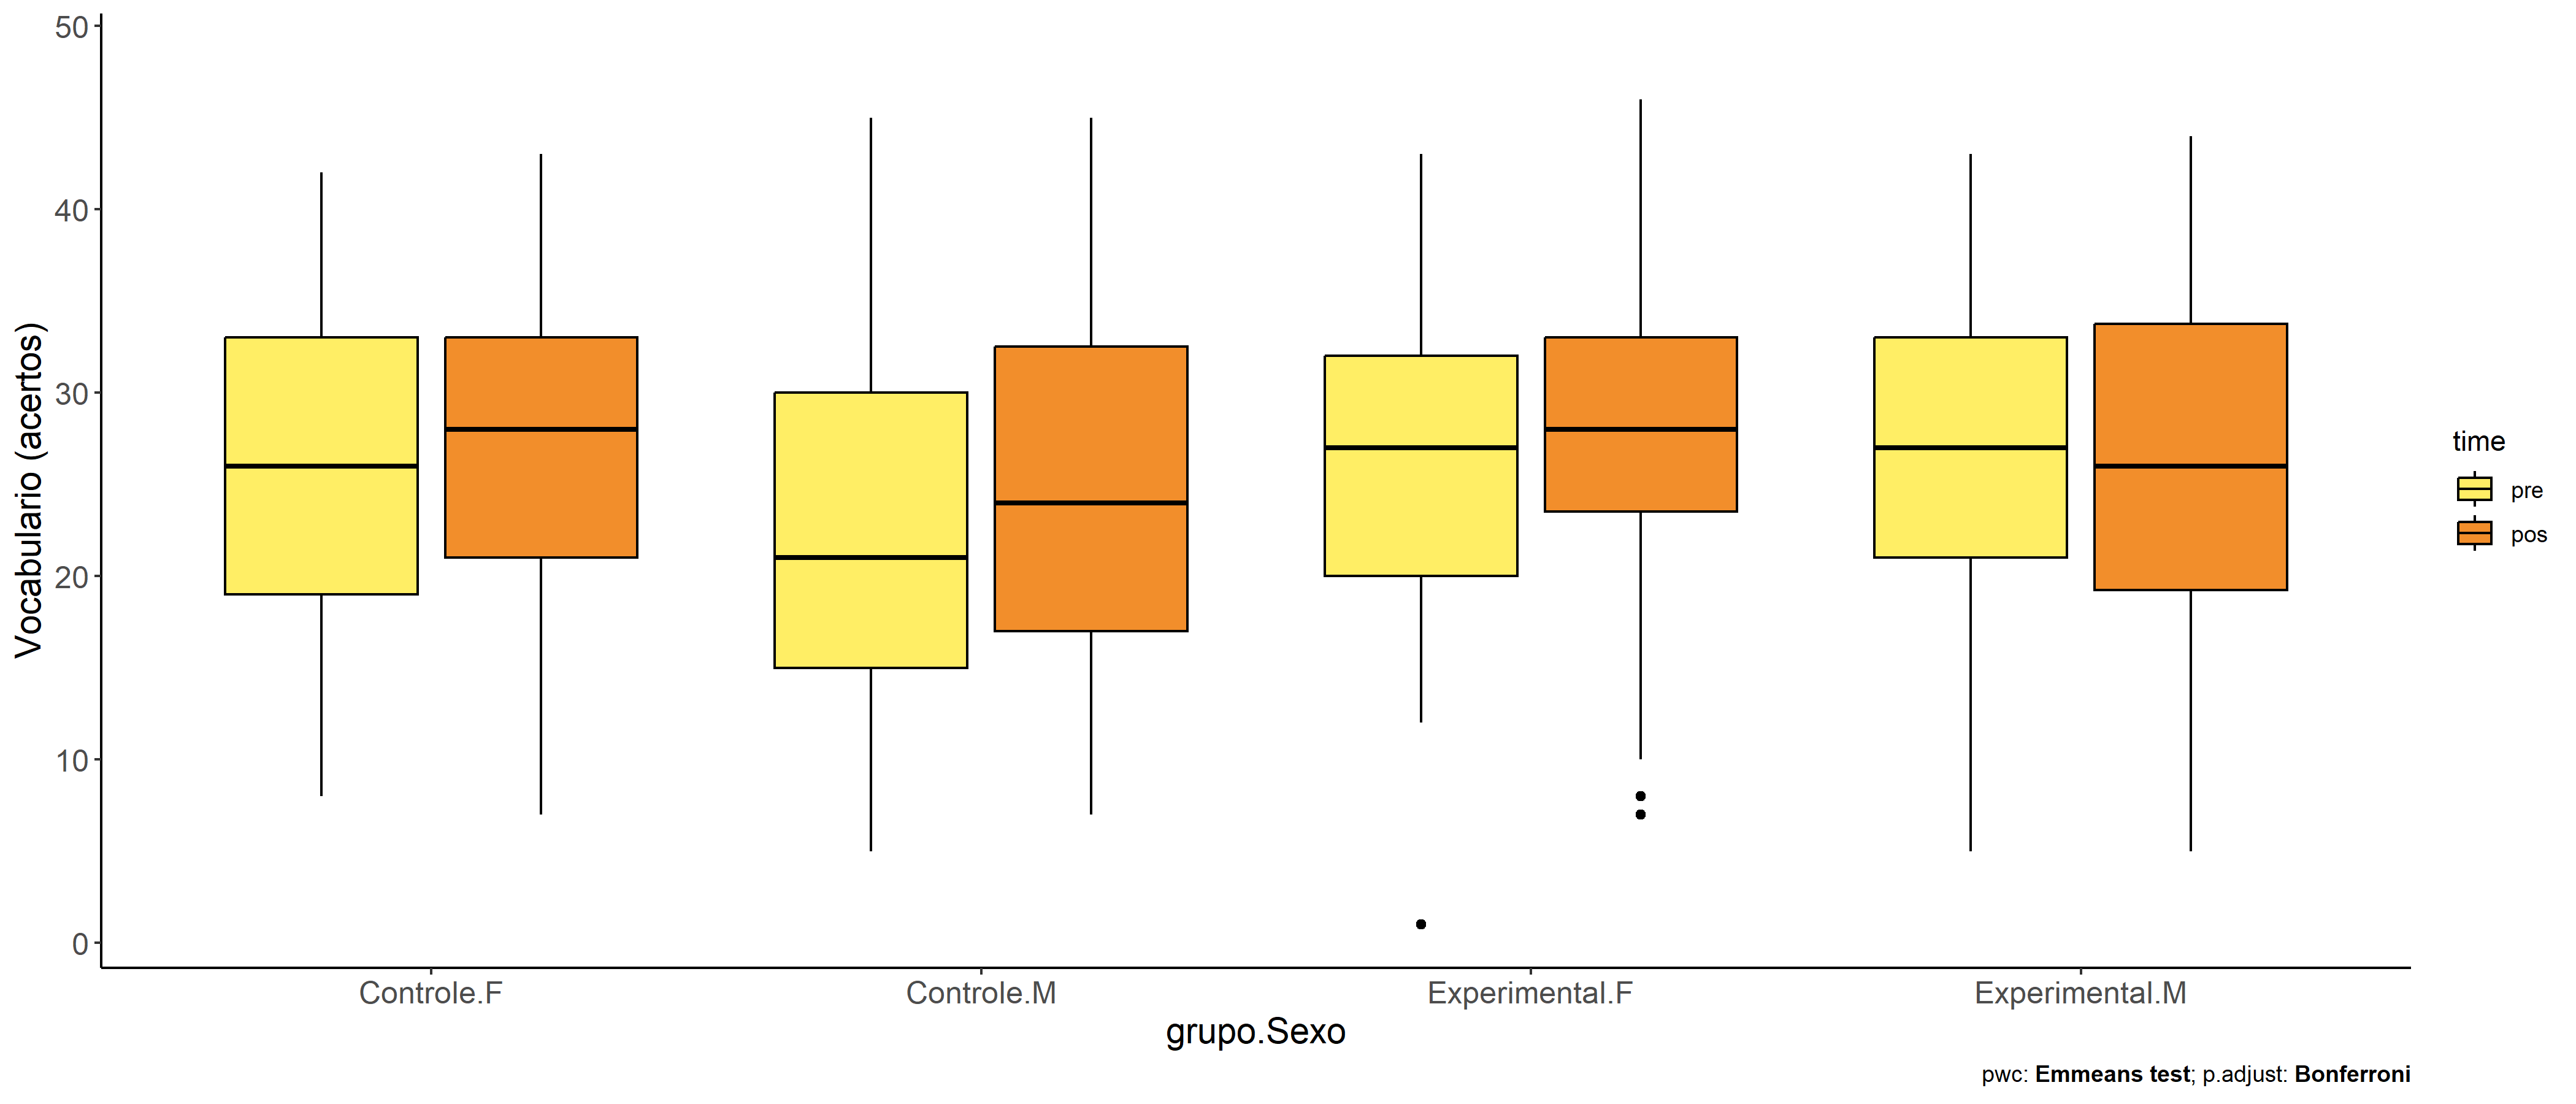 50
40
30
20
10
0
Vocabulario (acertos)
Controle.F
Controle.M
Experimental.F
Experimental.M
grupo.Sexo
time
pre
pos
pwc: Emmeans test; p.adjust: Bonferroni